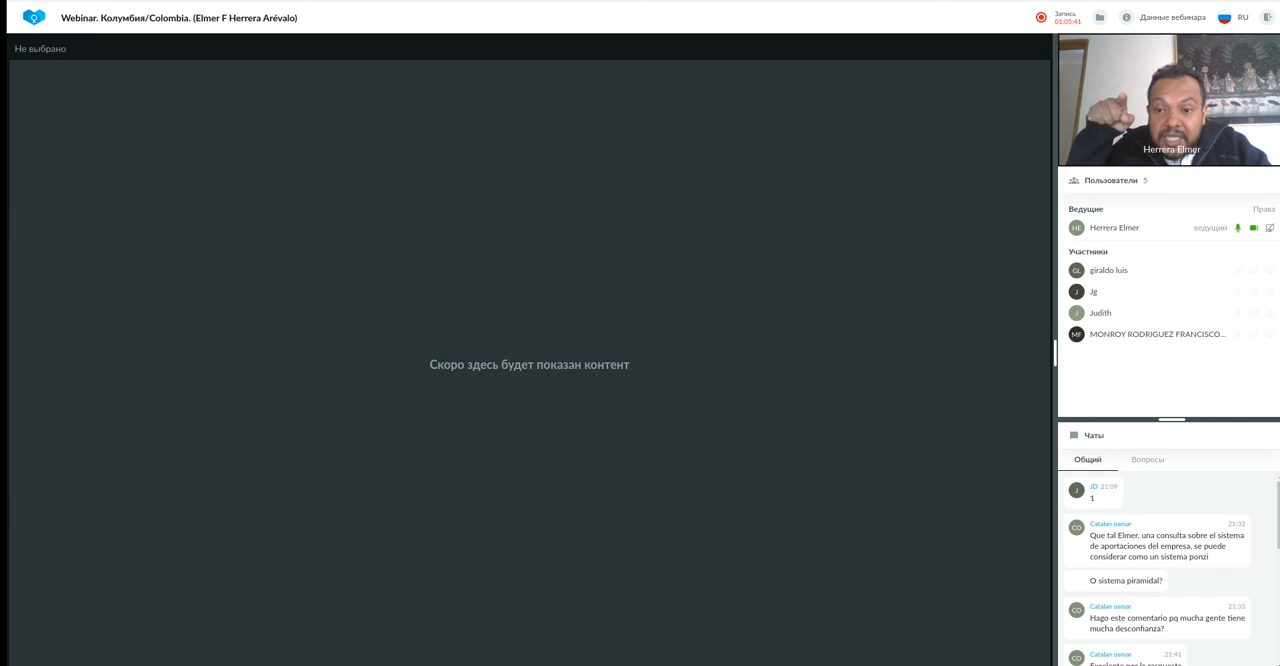 Webinar. Колумбия/Colombia. (Elmer F Herrera Arévalo)
Запись
01:05:41
Данные вебинара
RU
Не выбрано
Скоро здесь будет показан контент
Herrera Elmer
Пользователи 5
Ведущие Права
HE Herrera Elmer ведущий
Участники
GL giraldo luis
J Jg
J Judith
MF MONROY RODRIGUEZ FRANCISCO...
Чаты
Общий Вопросы
J JD 21:09
1
CO Catalan osmar 21:32
Que tal Elmer, una consulta sobre el sistema
de aportaciones del empresa, se puede
considerar como un sistema ponzi
O sistema piramidal?
CO Catalan osmar 21:33
Hago este comentario pq mucha gente tiene
mucha desconfianza?
CO Catalan osmar 21:41
Excelente por la respuesta